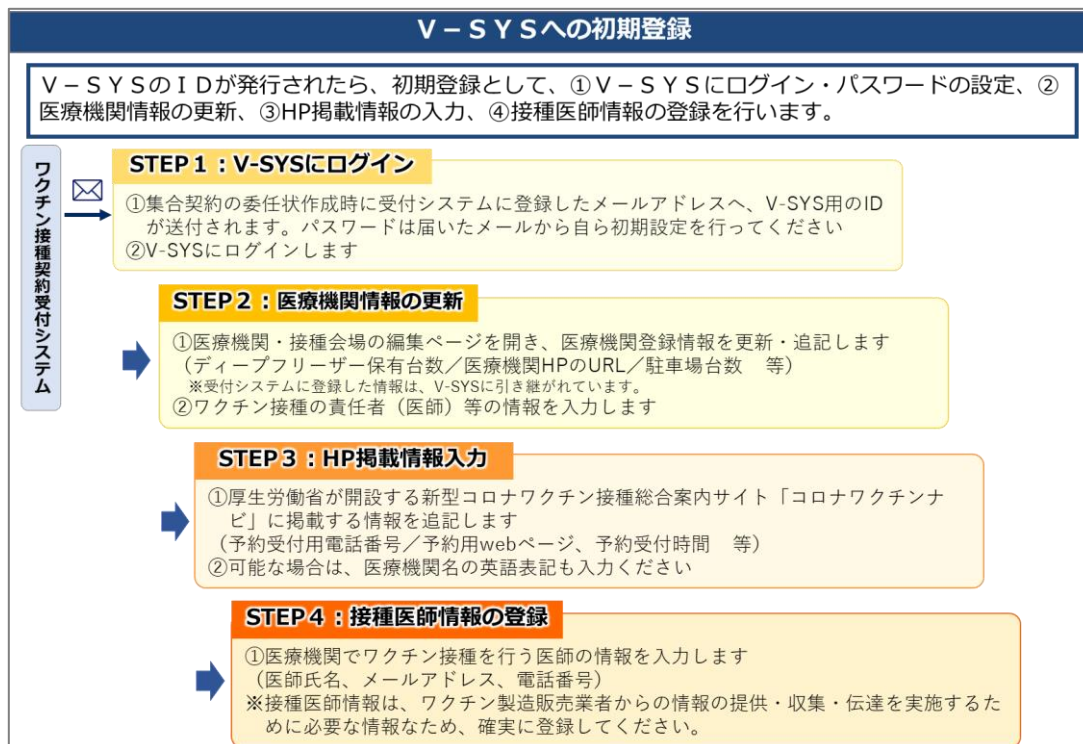 Ｖ－ＳＹＳへの初期登録
Ｖ－ＳＹＳのＩＤが発行されたら、初期登録として、①Ｖ－ＳＹＳにログイン・パスワードの設定、②
医療機関情報の更新、③HP掲載情報の入力、④接種医師情報の登録を行います。
ワクチン接種契約受付システム
STEP１：V-SYSにログイン
①集合契約の委任状作成時に受付システムに登録したメールアドレスへ、V-SYS用のID
が送付されます。パスワードは届いたメールから自ら初期設定を行ってください
②V-SYSにログインします
STEP２：医療機関情報の更新
①医療機関・接種会場の編集ページを開き、医療機関登録情報を更新・追記します
（ディープフリーザー保有台数／医療機関HPのURL／駐車場台数　等）
※受付システムに登録した情報は、V-SYSに引き継がれています。
②ワクチン接種の責任者（医師）等の情報を入力します
STEP３：HP掲載情報入力
①厚生労働省が開設する新型コロナワクチン接種総合案内サイト「コロナワクチンナ
ビ」に掲載する情報を追記します
（予約受付用電話番号／予約用webページ、予約受付時間　等）
②可能な場合は、医療機関名の英語表記も入力ください
STEP４：接種医師情報の登録
①医療機関でワクチン接種を行う医師の情報を入力します
（医師氏名、メールアドレス、電話番号）
※接種医師情報は、ワクチン製造販売業者からの情報の提供・収集・伝達を実施するた
めに必要な情報なため、確実に登録してください。